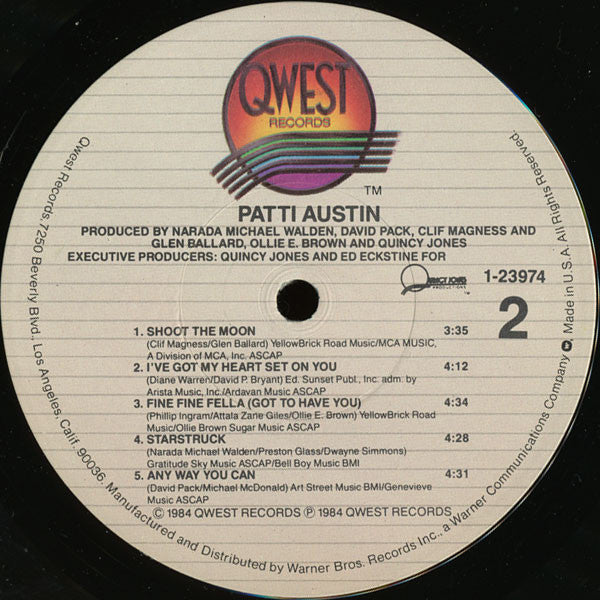 QWEST
RECORDS
TM
PATTI AUSTIN
PRODUCED BY NARADA MICHAEL WALDEN, DAVID PACK, CLIF MAGNESS AND
GLEN BALLARD, OLLIE E. BROWN AND QUINCY JONES
EXECUTIVE PRODUCERS: QUINCY JONES AND ED ECKSTINE FOR
QUINCY JONES
PRODUCTIONS
1-23974
2
1. SHOOT THE MOON 3:35
(Clif Magness/Glen Ballard) YellowBrick Road Music/MCA MUSIC,
A Division of MCA, Inc. ASCAP
2. I'VE GOT MY HEART SET ON YOU 4:12
(Diane Warren/David P. Bryant) Ed. Sunset Publ., Inc. adm. by
Arista Music, Inc./Ardavan Music ASCAP
3. FINE FINE FELLA (GOT TO HAVE YOU) 4:34
(Phillip Ingram/Attala Zane Giles/Ollie E. Brown) YellowBrick Road
Music/Ollie Brown Sugar Music ASCAP
4. STARSTRUCK 4:28
(Narada Michael Walden/Preston Glass/Dwayne Simmons)
Gratitude Sky Music ASCAP/Bell Boy Music BMI
5. ANY WAY YOU CAN 4:31
(David Pack/Michael McDonald) Art Street Music BMI/Genevieve
Music ASCAP
© 1984 QWEST RECORDS ℗ 1984 QWEST RECORDS
Qwest Records, 7250 Beverly Blvd., Los Angeles, Calif. 90036, Manufactured and Distributed by Warner Bros. Records Inc., a Warner Communications Company Made in U.S.A. All Rights Reserved